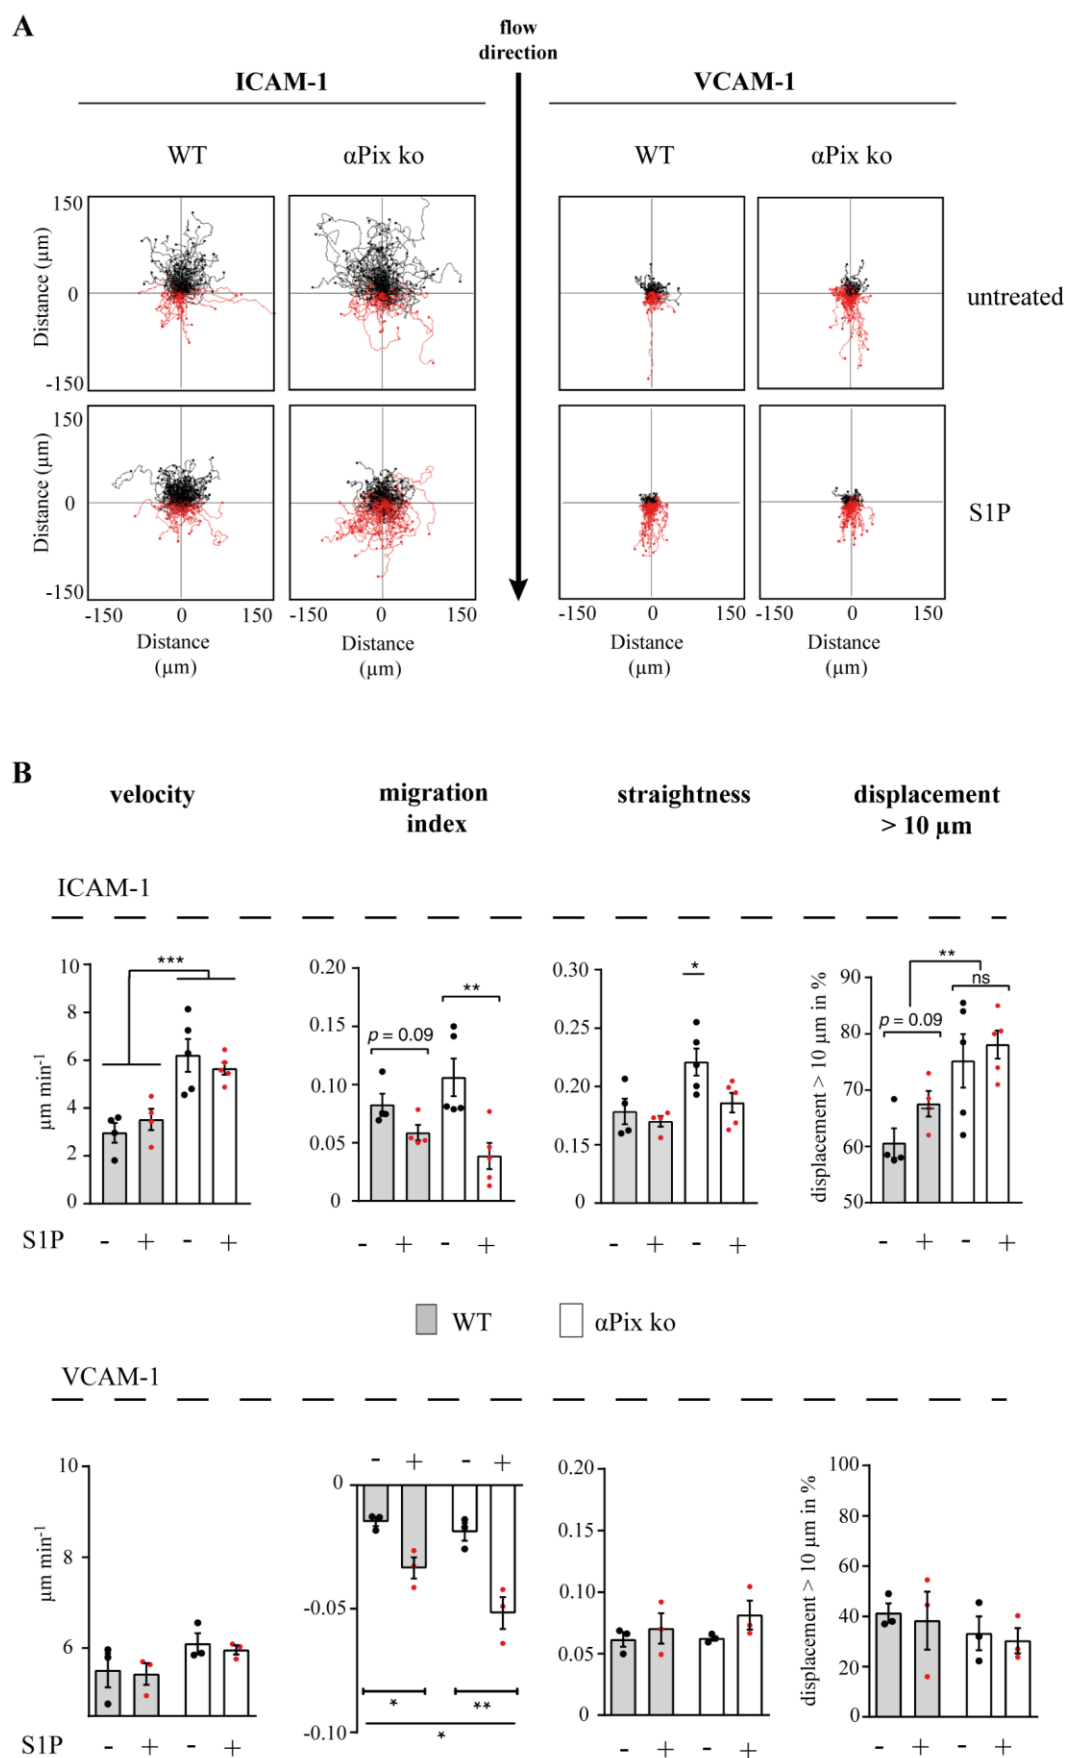 A
flow
direction
ICAM-1
VCAM-1
WT
αPix ko
WT
αPix ko
150
Distance (µm)
0
-150
untreated
150
Distance (µm)
0
-150
S1P
-150 0 150 -150 0 150 -150 0 150 -150 0 150
Distance
(µm)
Distance
(µm)
Distance
(µm)
Distance
(µm)
B
velocity
migration
index
straightness
displacement
> 10 µm
ICAM-1
10
8
6
4
2
0
µm min-1
***
0.20
0.15
0.10
0.05
0
p = 0.09
**
0.30
0.25
0.20
0.15
0
*
90
80
70
60
50
displacement > 10 µm in %
**
ns
p = 0.09
S1P - + - + - + - + - + - + - + - +
WT
αPix ko
VCAM-1
10
8
6
µm min-1
- + - +
0
-0.05
-0.10
*
**
*
0.20
0.15
0.10
0.05
0
100
80
60
40
20
0
displacement > 10 µm in %
S1P - + - + - + - + - + - +